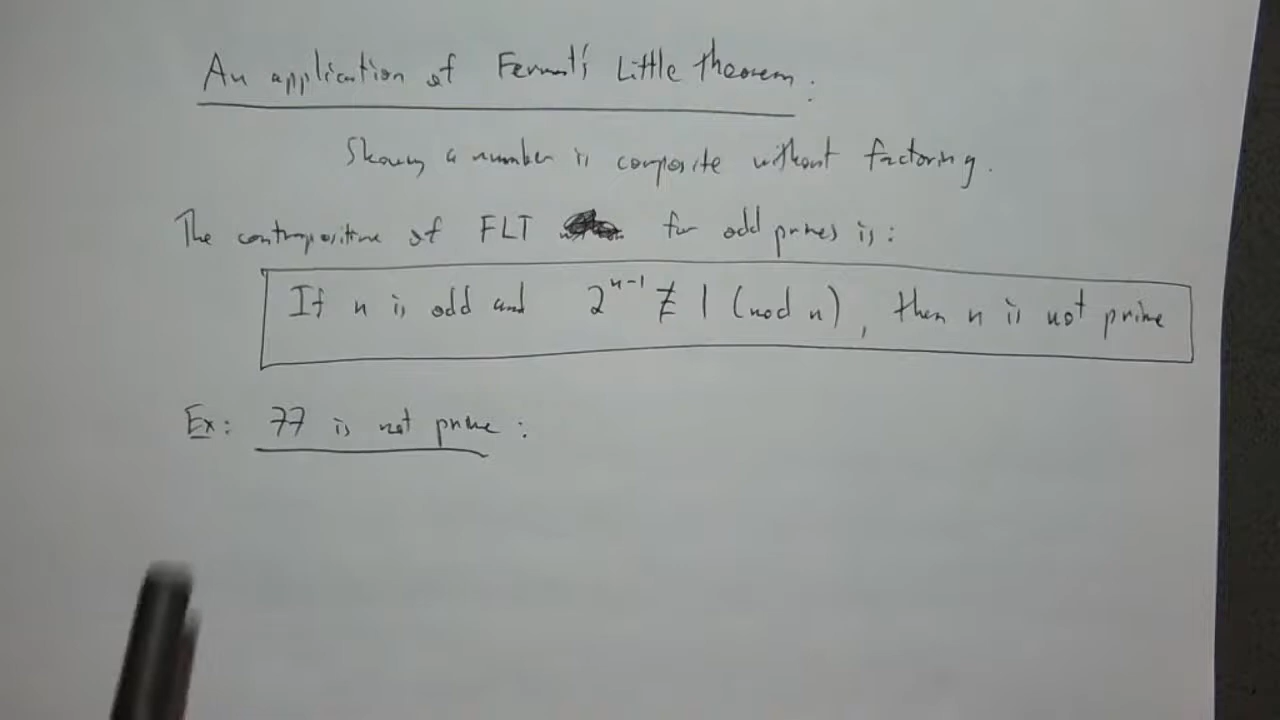 An application of Fermat's Little Theorem:
Showing a number is composite without factoring.
The contrapositive of FLT for odd primes is:
If n is odd and 2^{n-1} ≢ 1 (mod n), then n is not prime
Ex: 77 is not prime: